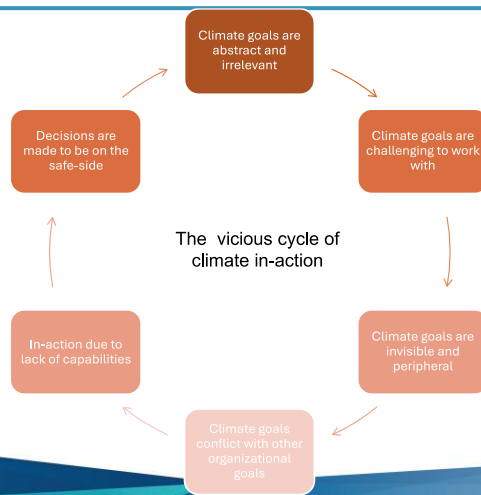 Climate goals are
abstract and
irrelevant
Climate goals are
challenging to work
with
Climate goals are
invisible and
peripheral
Climate goals
conflict with other
organizational
goals
In-action due to
lack of capabilities
Decisions are
made to be on the
safe-side
The vicious cycle of
climate in-action